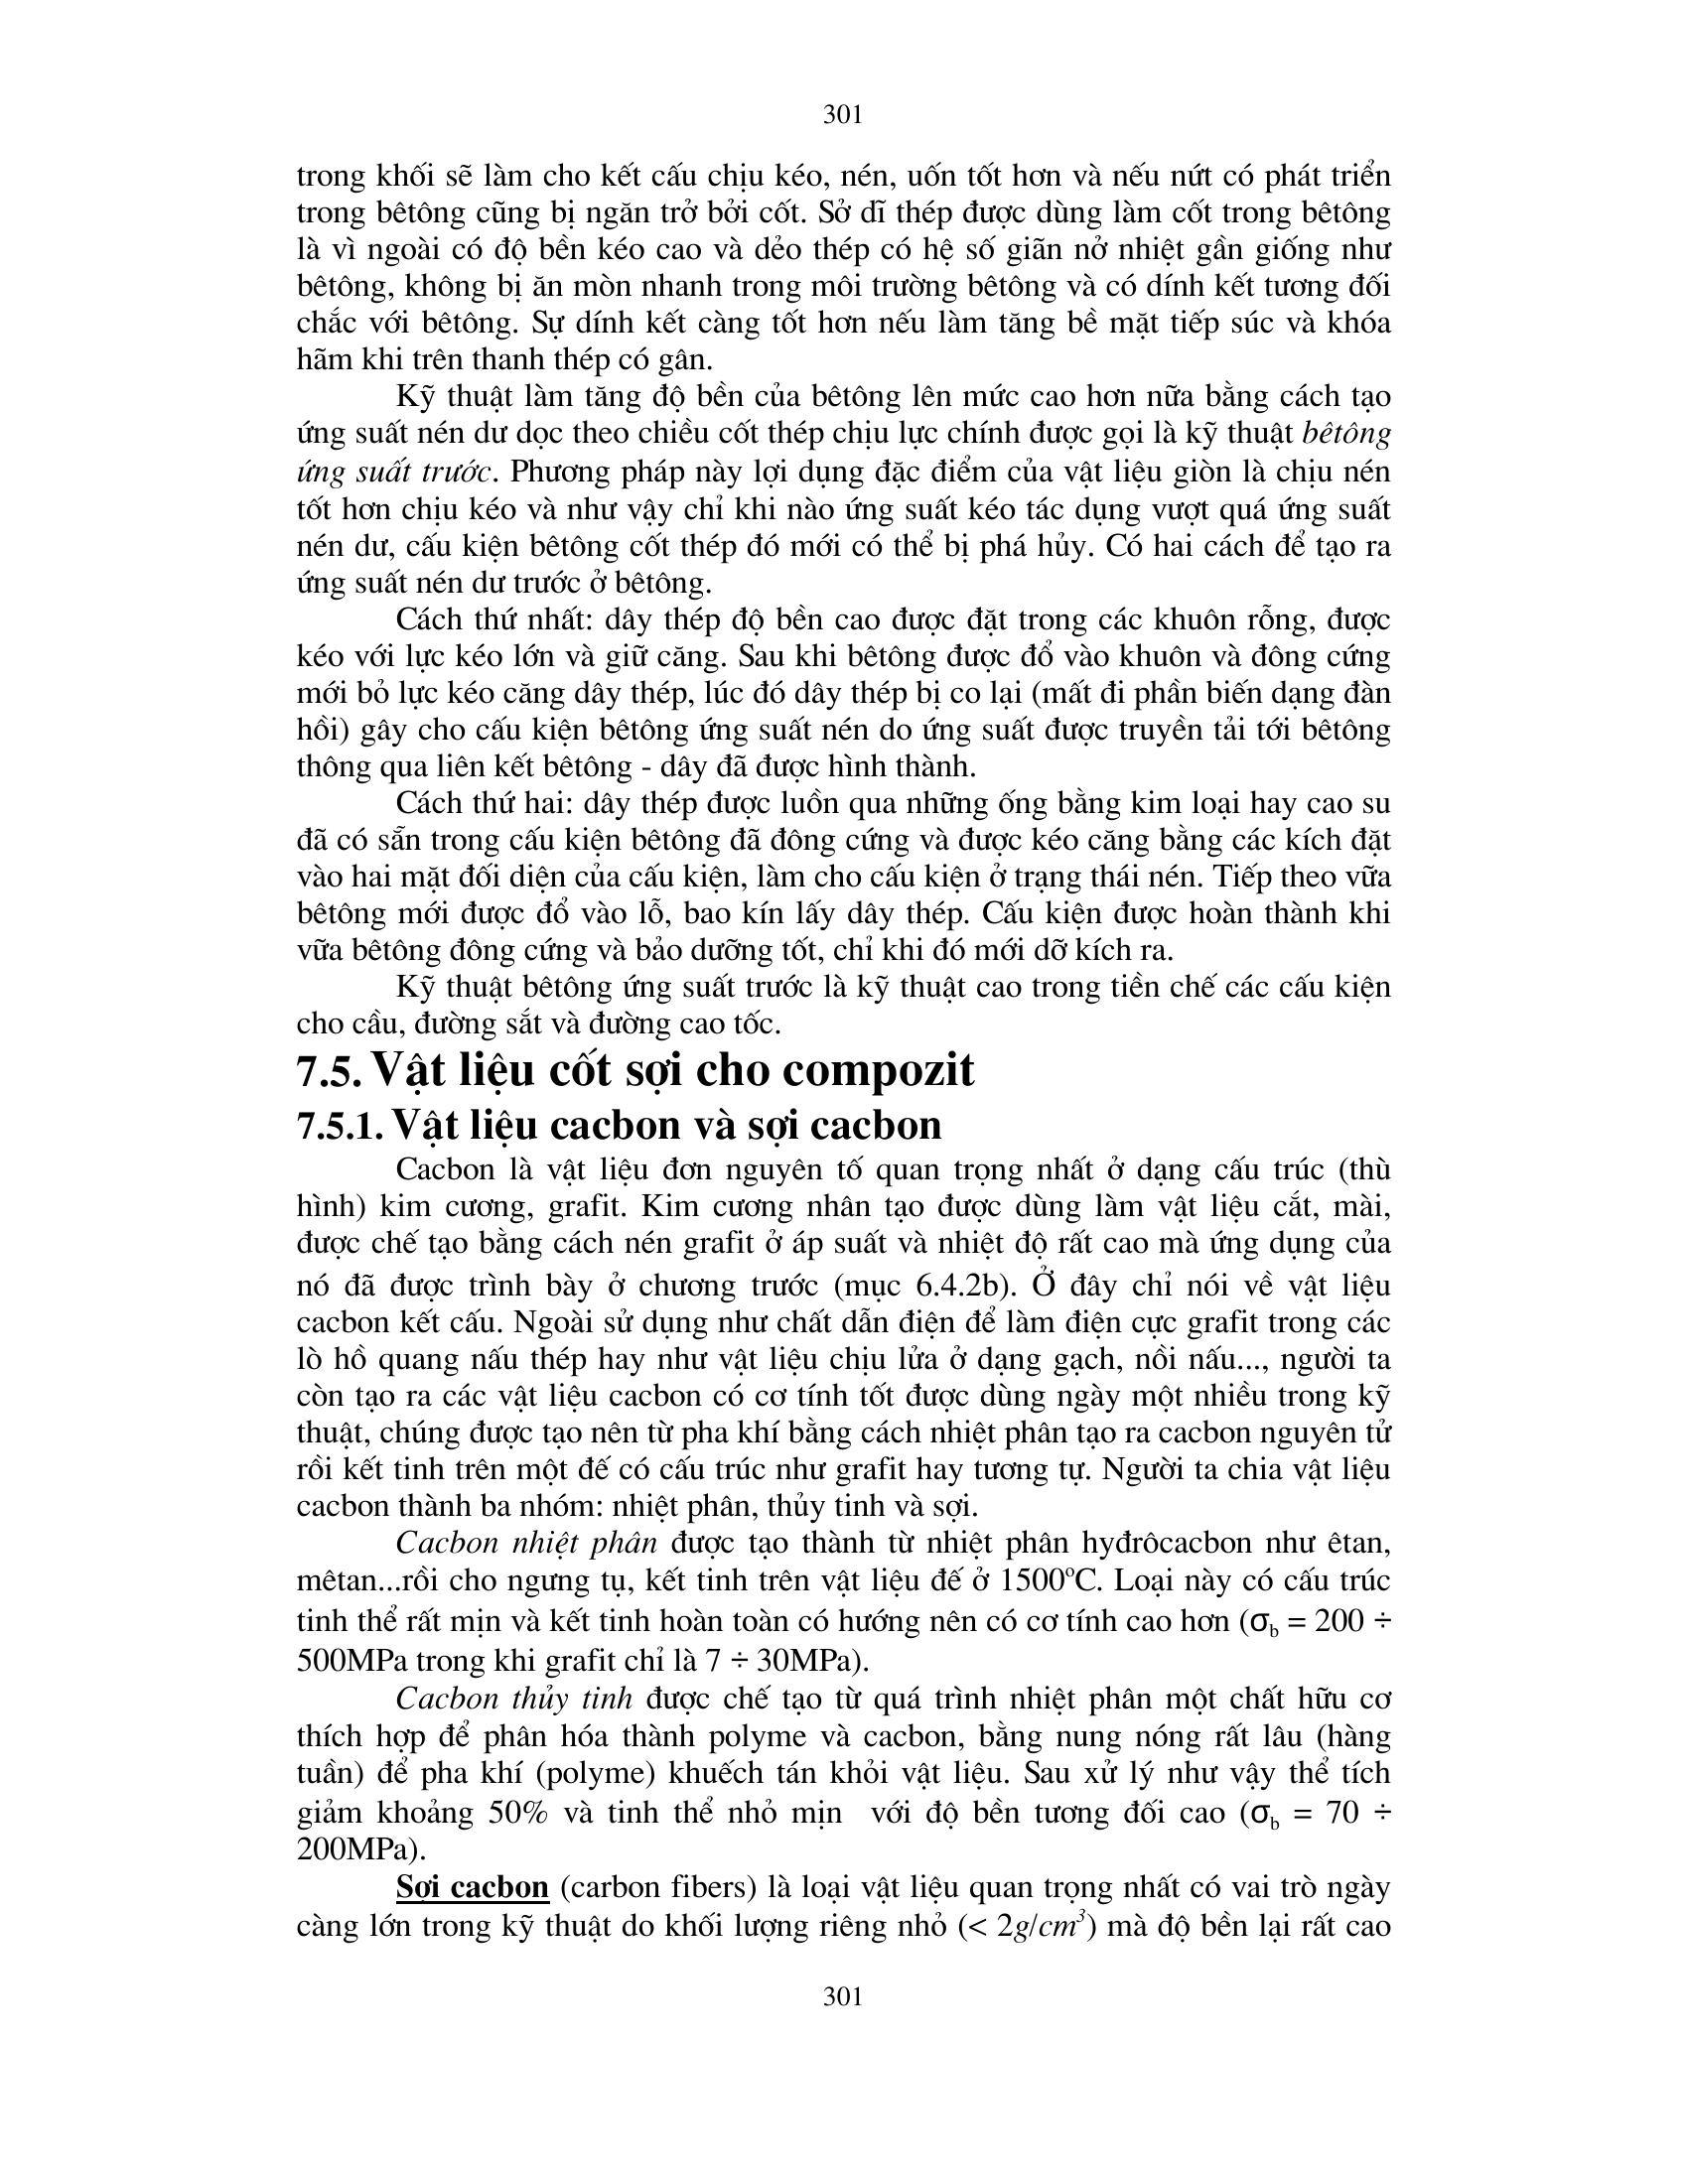 301
trong khối sẽ làm cho kết cấu chịu kéo, nén, uốn tốt hơn và nếu nứt có phát triển
trong bêtông cũng bị ngăn trở bởi cốt. Sở dĩ thép được dùng làm cốt trong bêtông
là vì ngoài có độ bền kéo cao và dẻo thép có hệ số giãn nở nhiệt gần giống như
bêtông, không bị ăn mòn nhanh trong môi trường bêtông và có dính kết tương đối
chắc với bêtông. Sự dính kết càng tốt hơn nếu làm tăng bề mặt tiếp súc và khóa
hãm khi trên thanh thép có gân.
Kỹ thuật làm tăng độ bền của bêtông lên mức cao hơn nữa bằng cách tạo
ứng suất nén dư dọc theo chiều cốt thép chịu lực chính được gọi là kỹ thuật bêtông
ứng suất trước. Phương pháp này lợi dụng đặc điểm của vật liệu giòn là chịu nén
tốt hơn chịu kéo và như vậy chỉ khi nào ứng suất kéo tác dụng vượt quá ứng suất
nén dư, cấu kiện bêtông cốt thép đó mới có thể bị phá hủy. Có hai cách để tạo ra
ứng suất nén dư trước ở bêtông.
Cách thứ nhất: dây thép độ bền cao được đặt trong các khuôn rỗng, được
kéo với lực kéo lớn và giữ căng. Sau khi bêtông được đổ vào khuôn và đông cứng
mới bỏ lực kéo căng dây thép, lúc đó dây thép bị co lại (mất đi phần biến dạng đàn
hồi) gây cho cấu kiện bêtông ứng suất nén do ứng suất được truyền tải tới bêtông
thông qua liên kết bêtông - dây đã được hình thành.
Cách thứ hai: dây thép được luồn qua những ống bằng kim loại hay cao su
đã có sẵn trong cấu kiện bêtông đã đông cứng và được kéo căng bằng các kích đặt
vào hai mặt đối diện của cấu kiện, làm cho cấu kiện ở trạng thái nén. Tiếp theo vữa
bêtông mới được đổ vào lỗ, bao kín lấy dây thép. Cấu kiện được hoàn thành khi
vữa bêtông đông cứng và bảo dưỡng tốt, chỉ khi đó mới dỡ kích ra.
Kỹ thuật bêtông ứng suất trước là kỹ thuật cao trong tiền chế các cấu kiện
cho cầu, đường sắt và đường cao tốc.
7.5. Vật liệu cốt sợi cho compozit
7.5.1. Vật liệu cacbon và sợi cacbon
Cacbon là vật liệu đơn nguyên tố quan trọng nhất ở dạng cấu trúc (thù
hình) kim cương, grafit. Kim cương nhân tạo được dùng làm vật liệu cắt, mài,
được chế tạo bằng cách nén grafit ở áp suất và nhiệt độ rất cao mà ứng dụng của
nó đã được trình bày ở chương trước (mục 6.4.2b). Ở đây chỉ nói về vật liệu
cacbon kết cấu. Ngoài sử dụng như chất dẫn điện để làm điện cực grafit trong các
lò hồ quang nấu thép hay như vật liệu chịu lửa ở dạng gạch, nồi nấu..., người ta
còn tạo ra các vật liệu cacbon có cơ tính tốt được dùng ngày một nhiều trong kỹ
thuật, chúng được tạo nên từ pha khí bằng cách nhiệt phân tạo ra cacbon nguyên tử
rồi kết tinh trên một đế có cấu trúc như grafit hay tương tự. Người ta chia vật liệu
cacbon thành ba nhóm: nhiệt phân, thủy tinh và sợi.
Cacbon nhiệt phân được tạo thành từ nhiệt phân hyđrôcacbon như êtan,
mêtan...rồi cho ngưng tụ, kết tinh trên vật liệu đế ở 1500ºC. Loại này có cấu trúc
tinh thể rất mịn và kết tinh hoàn toàn có hướng nên có cơ tính cao hơn (σb = 200 ÷
500MPa trong khi grafit chỉ là 7 ÷ 30MPa).
Cacbon thủy tinh được chế tạo từ quá trình nhiệt phân một chất hữu cơ
thích hợp để phân hóa thành polyme và cacbon, bằng nung nóng rất lâu (hàng
tuần) để pha khí (polyme) khuếch tán khỏi vật liệu. Sau xử lý như vậy thể tích
giảm khoảng 50% và tinh thể nhỏ mịn với độ bền tương đối cao (σb = 70 ÷
200MPa).
Sợi cacbon (carbon fibers) là loại vật liệu quan trọng nhất có vai trò ngày
càng lớn trong kỹ thuật do khối lượng riêng nhỏ (< 2g/cm³) mà độ bền lại rất cao
301